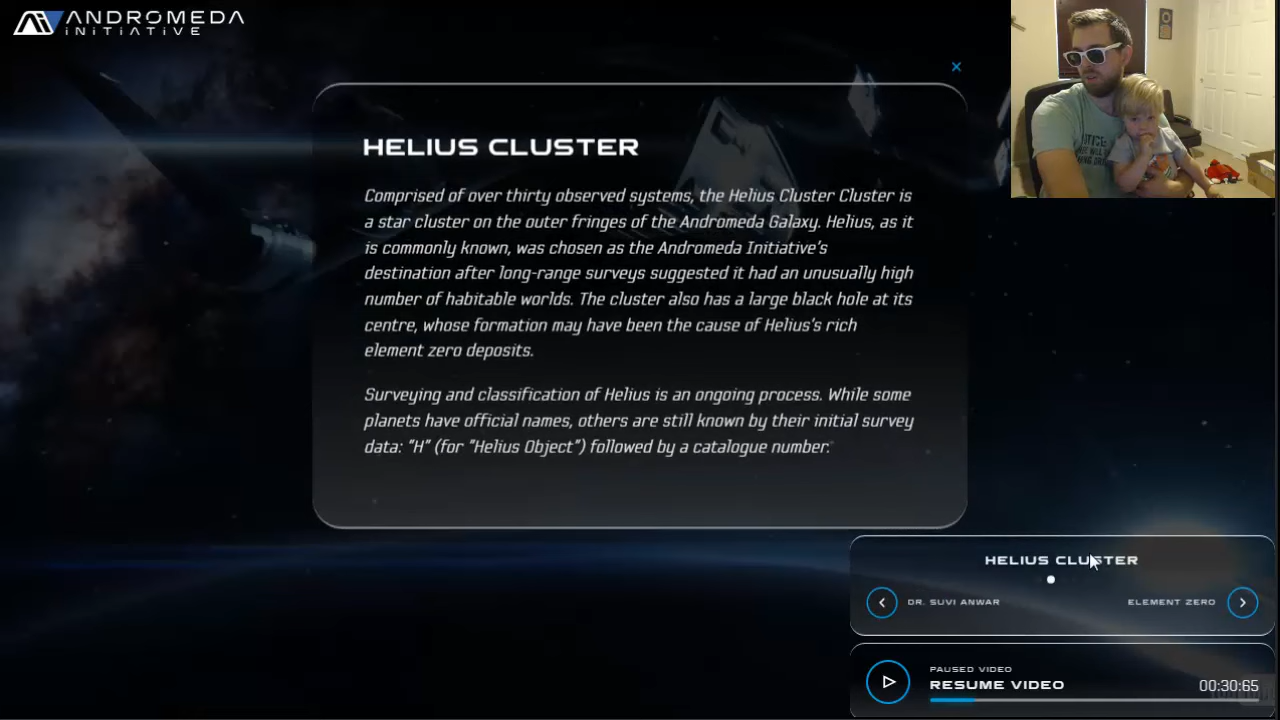 ANDROMEDA
INITIATIVE
HELIUS CLUSTER
Comprised of over thirty observed systems, the Helius Cluster Cluster is
a star cluster on the outer fringes of the Andromeda Galaxy. Helius, as it
is commonly known, was chosen as the Andromeda Initiative's
destination after long-range surveys suggested it had an unusually high
number of habitable worlds. The cluster also has a large black hole at its
centre, whose formation may have been the cause of Helius's rich
element zero deposits.
Surveying and classification of Helius is an ongoing process. While some
planets have official names, others are still known by their initial survey
data: "H" (for "Helius Object") followed by a catalogue number.
HELIUS CLUSTER
DR. SUVI ANWAR
ELEMENT ZERO
PAUSED VIDEO
RESUME VIDEO
00:30:65